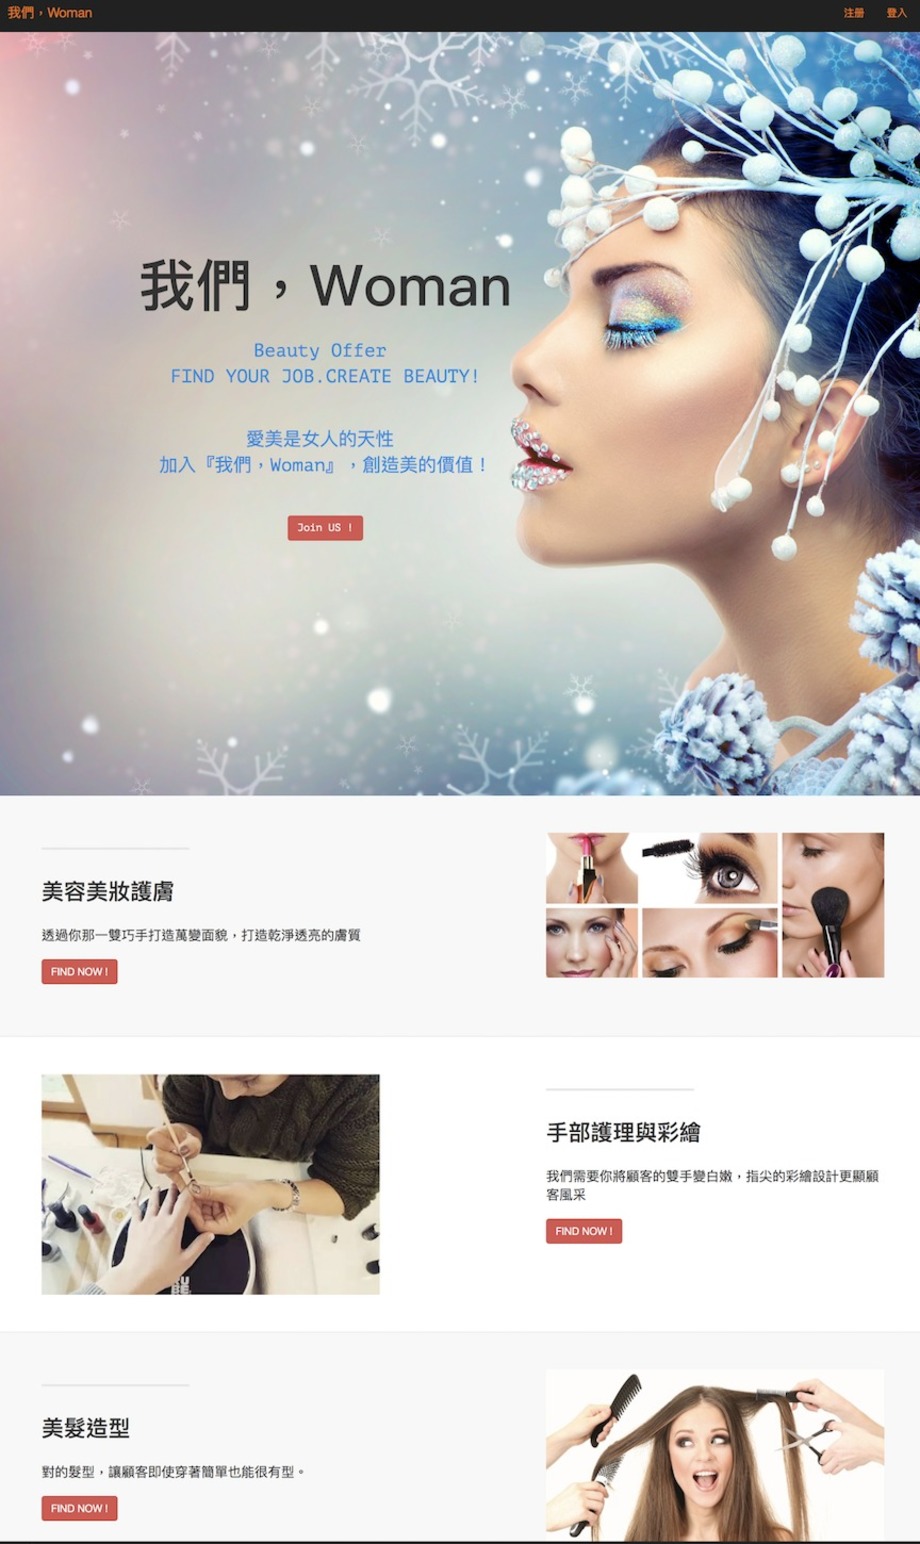 我們，Woman
注册 登入
我們，Woman
Beauty Offer
FIND YOUR JOB.CREATE BEAUTY!
愛美是女人的天性
加入『我們，Woman』，創造美的價值！
Join US !
美容美妝護膚
透過你那一雙巧手打造萬變面貌，打造乾淨透亮的膚質
FIND NOW !
手部護理與彩繪
我們需要你將顧客的雙手變白嫩，指尖的彩繪設計更顯顧
客風采
FIND NOW !
美髮造型
對的髮型，讓顧客即使穿著簡單也能很有型。
FIND NOW !